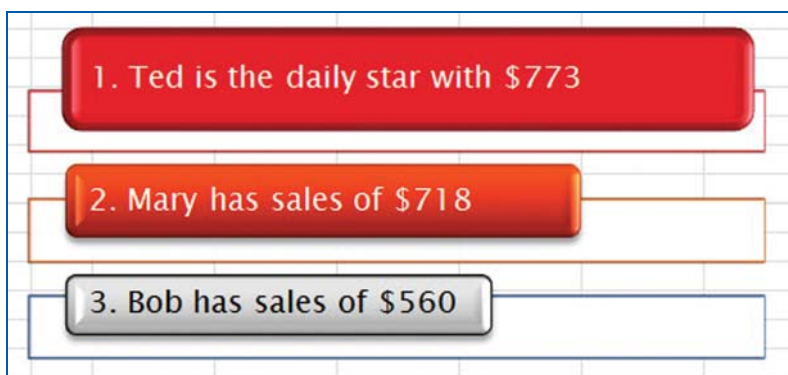 1. Ted is the daily star with $773
2. Mary has sales of $718
3. Bob has sales of $560